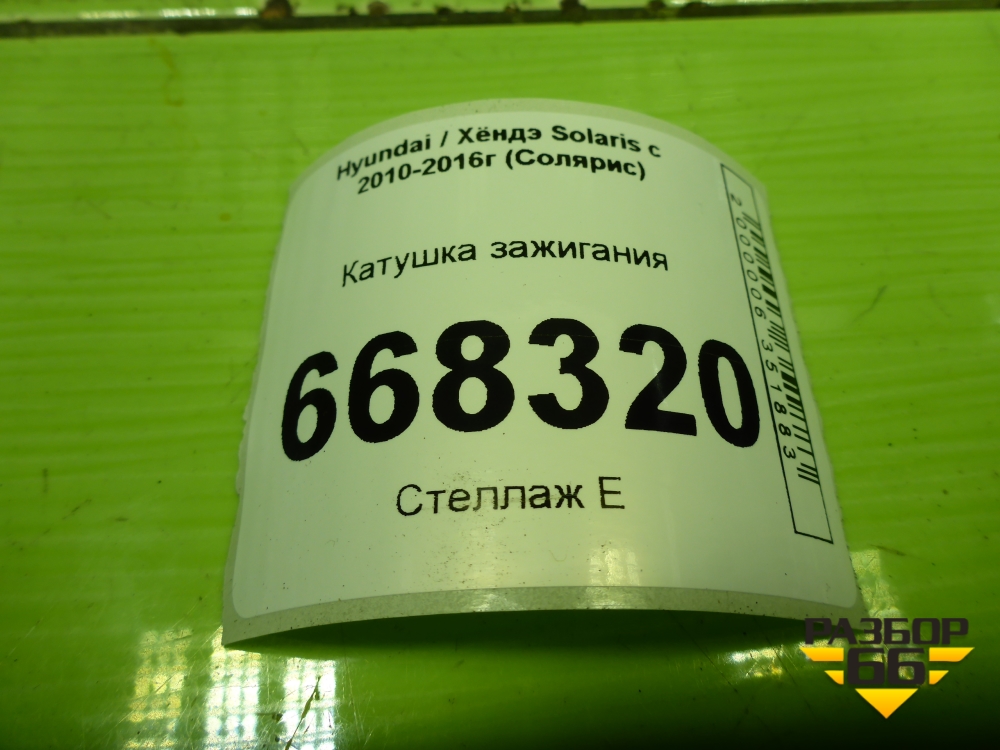 Hyundai / Хёндэ Solaris с
2010-2016г (Солярис)
Катушка зажигания
668320
Стеллаж Е
2000006351883
РАЗБОР
66